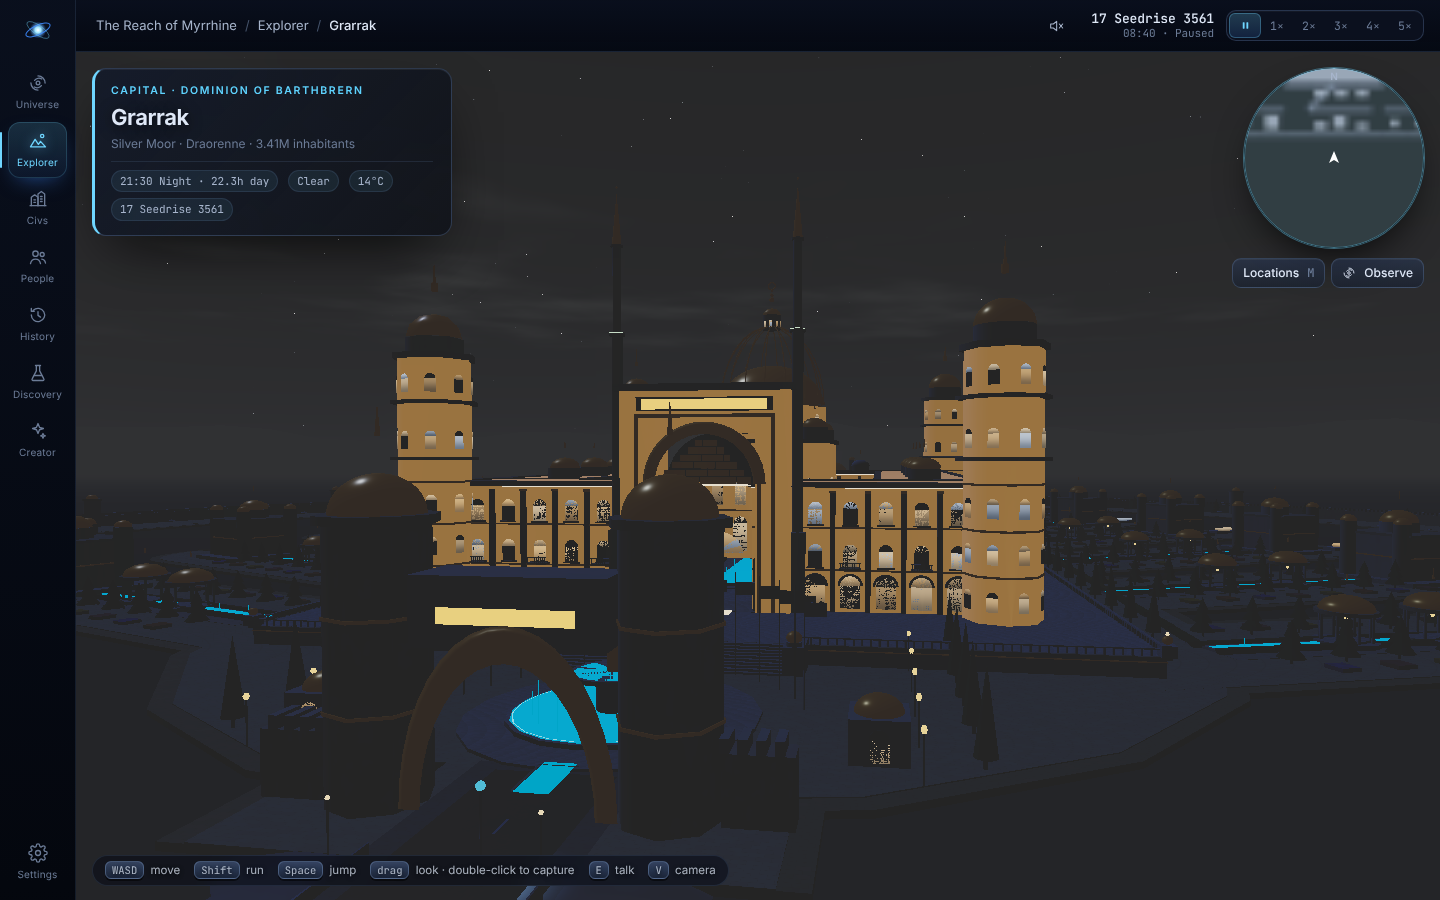 The Reach of Myrrhine / Explorer / Grarrak
17 Seedrise 3561
08:40 · Paused
1× 2× 3× 4× 5×
Universe
Explorer
Civs
People
History
Discovery
Creator
Settings
CAPITAL · DOMINION OF BARTHBRERN
Grarrak
Silver Moor · Draorenne · 3.41M inhabitants
21:30 Night · 22.3h day
Clear
14°C
17 Seedrise 3561
N
Locations M
Observe
WASD move Shift run Space jump drag look · double-click to capture E talk V camera